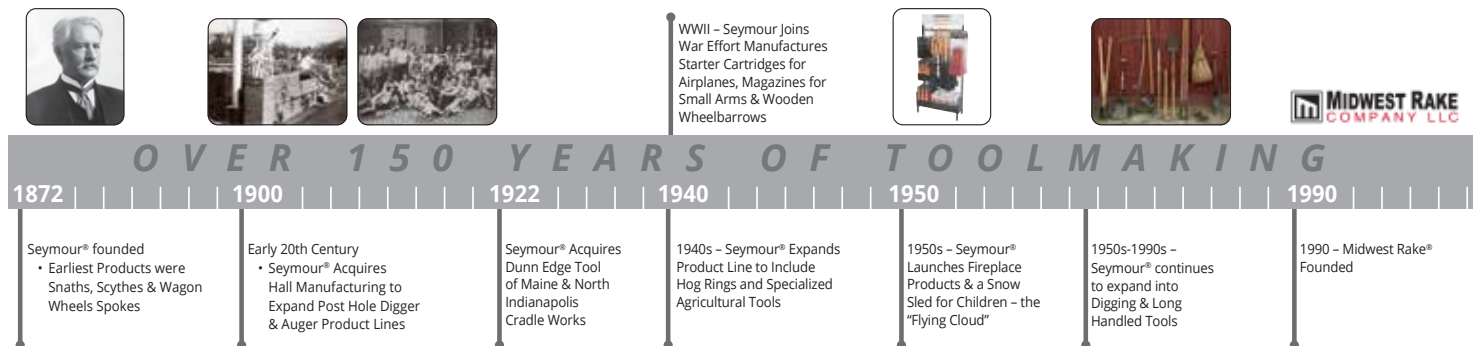 WWII – Seymour Joins
War Effort Manufactures
Starter Cartridges for
Airplanes, Magazines for
Small Arms & Wooden
Wheelbarrows
MIDWEST RAKE
COMPANY LLC
OVER 150 YEARS OF TOOLMAKING
1872 1900 1922 1940 1950 1990
Seymour® founded
• Earliest Products were
Snaths, Scythes & Wagon
Wheels Spokes
Early 20th Century
• Seymour® Acquires
Hall Manufacturing to
Expand Post Hole Digger
& Auger Product Lines
Seymour® Acquires
Dunn Edge Tool
of Maine & North
Indianapolis
Cradle Works
1940s – Seymour® Expands
Product Line to Include
Hog Rings and Specialized
Agricultural Tools
1950s – Seymour®
Launches Fireplace
Products & a Snow
Sled for Children – the
“Flying Cloud”
1950s-1990s –
Seymour® continues
to expand into
Digging & Long
Handled Tools
1990 – Midwest Rake®
Founded